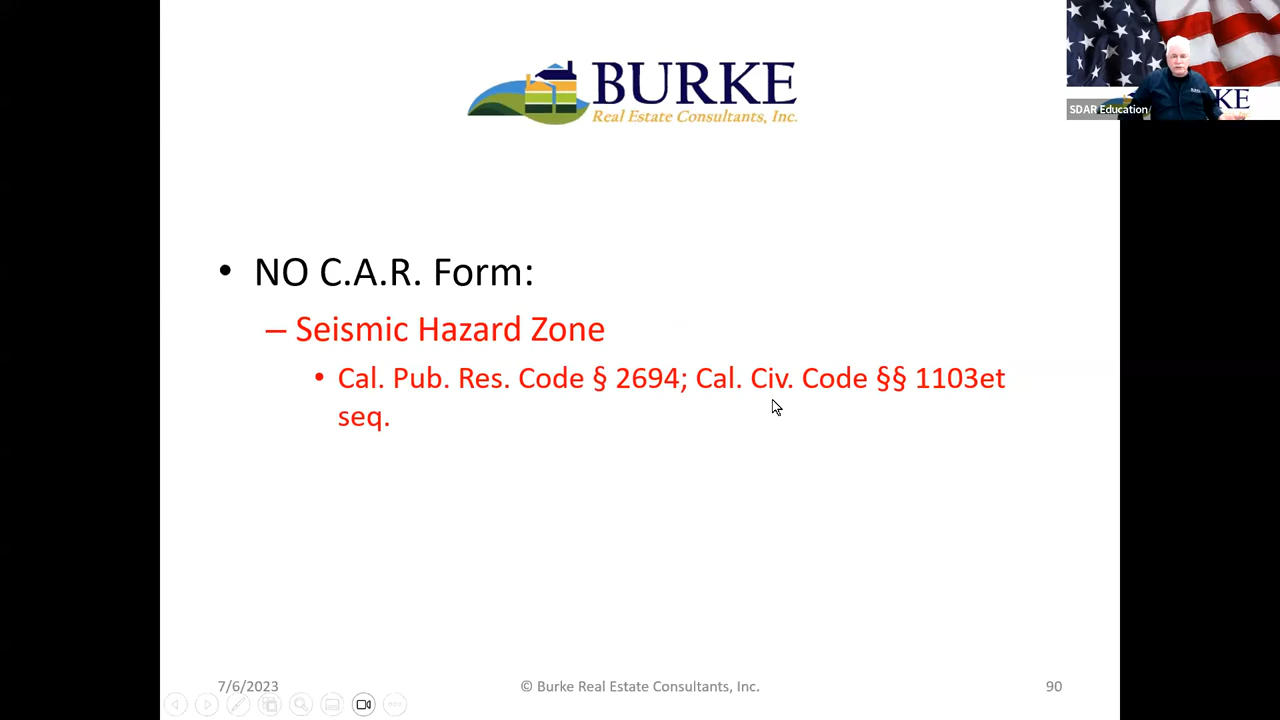 BURKE
Real Estate Consultants, Inc.
KE
SDAR Education
• NO C.A.R. Form:
– Seismic Hazard Zone
• Cal. Pub. Res. Code § 2694; Cal. Civ. Code §§ 1103et
seq.
7/6/2023
© Burke Real Estate Consultants, Inc.
90